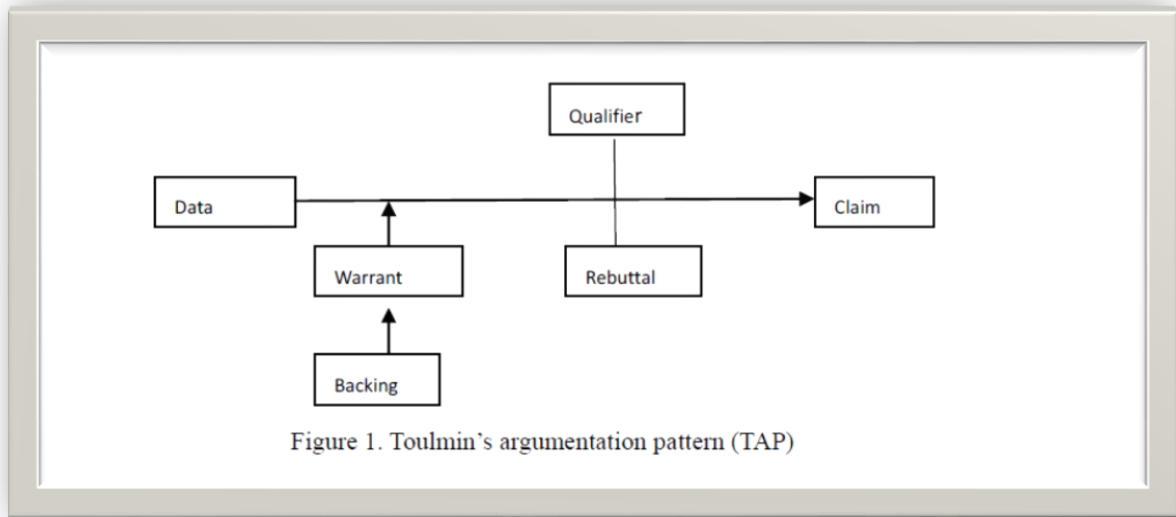 Qualifier
Data
Claim
Warrant
Rebuttal
Backing
Figure 1. Toulmin’s argumentation pattern (TAP)